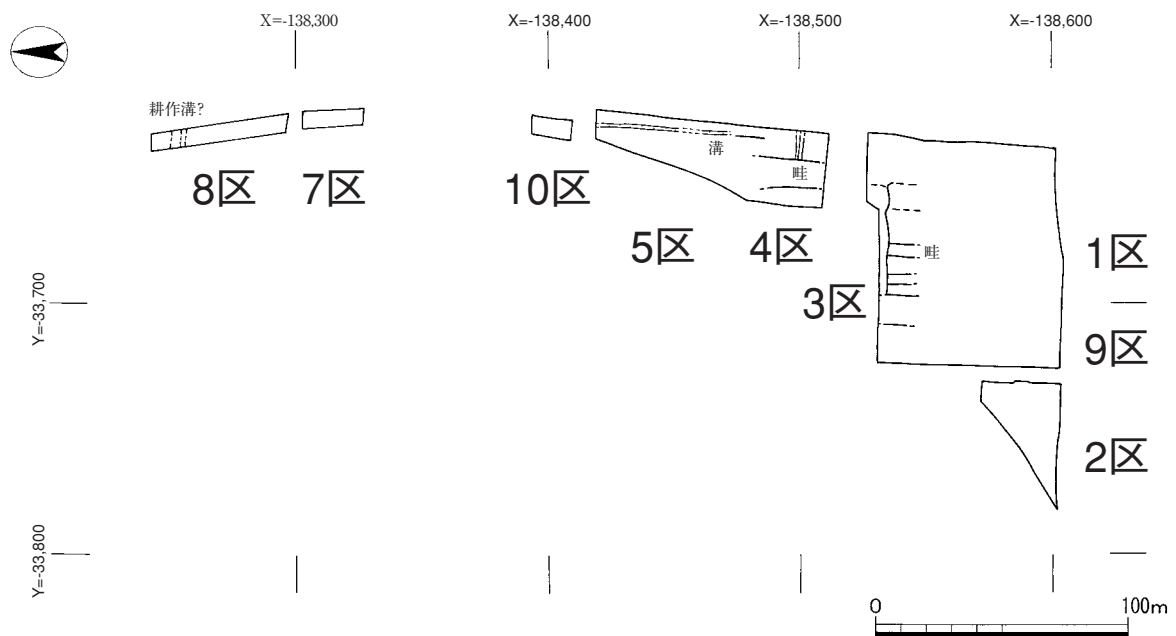 X=-138,300
X=-138,400
X=-138,500
X=-138,600
耕作溝?
8区
7区
10区
溝
畦
5区
4区
畦
1区
3区
Y=-33,700
9区
2区
Y=-33,800
0
100m